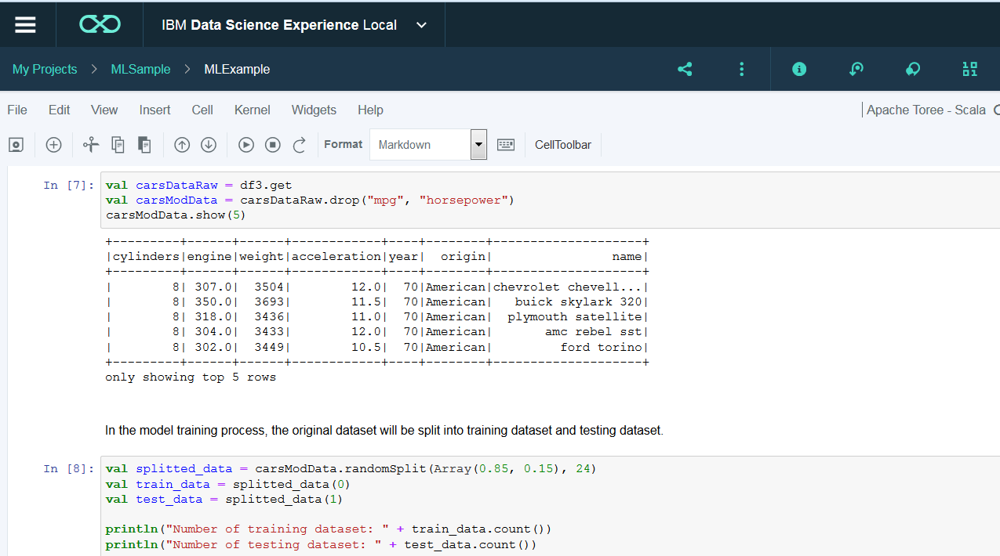 IBM Data Science Experience Local
My Projects > MLSample > MLExample
File Edit View Insert Cell Kernel Widgets Help
Apache Toree - Scala
Format Markdown CellToolbar
In [7]: val carsDataRaw = df3.get
val carsModData = carsDataRaw.drop("mpg", "horsepower")
carsModData.show(5)
+---------+------+------+------------+----+--------+--------------------+
|cylinders|engine|weight|acceleration|year|  origin|                name|
+---------+------+------+------------+----+--------+--------------------+
|        8| 307.0|  3504|        12.0|  70|American|chevrolet chevell...|
|        8| 350.0|  3693|        11.5|  70|American|   buick skylark 320|
|        8| 318.0|  3436|        11.0|  70|American|  plymouth satellite|
|        8| 304.0|  3433|        12.0|  70|American|       amc rebel sst|
|        8| 302.0|  3449|        10.5|  70|American|         ford torino|
+---------+------+------+------------+----+--------+--------------------+
only showing top 5 rows
In the model training process, the original dataset will be split into training dataset and testing dataset.
In [8]: val splitted_data = carsModData.randomSplit(Array(0.85, 0.15), 24)
val train_data = splitted_data(0)
val test_data = splitted_data(1)
println("Number of training dataset: " + train_data.count())
println("Number of testing dataset: " + test_data.count())